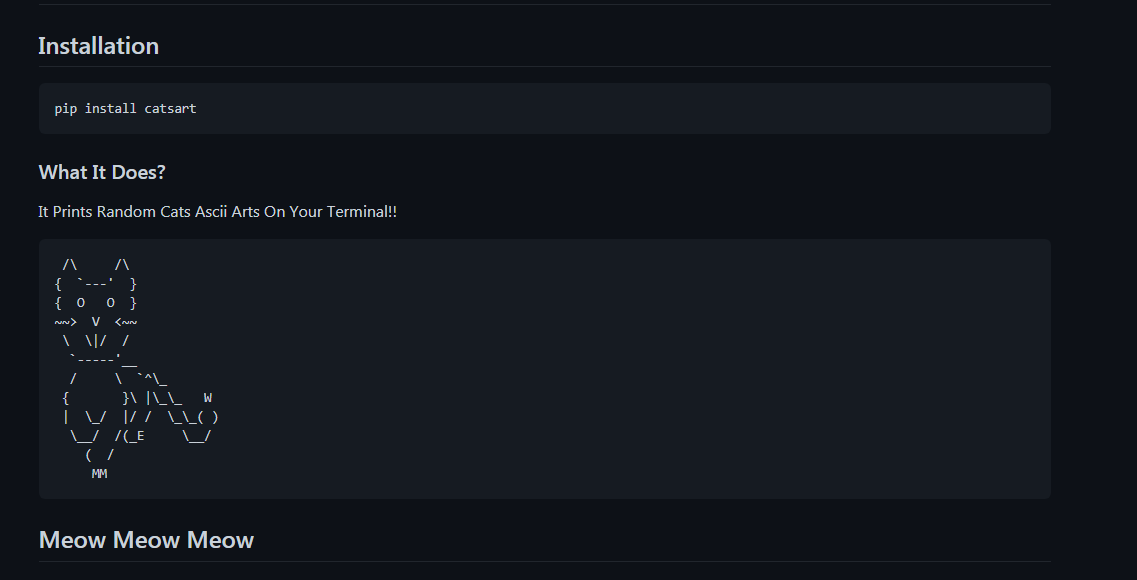 Installation
pip install catsart
What It Does?
It Prints Random Cats Ascii Arts On Your Terminal!!
 /\     /\
{  `---'  }
{  O   O  }
~~>  V  <~~
 \  \|/  /
  `-----'__
  /     \  `^\_
 {       }\ |\_\_   W
 |  \_/  |/ /  \_\_( )
  \__/  /(_E     \__/
    (  /
     MM
Meow Meow Meow